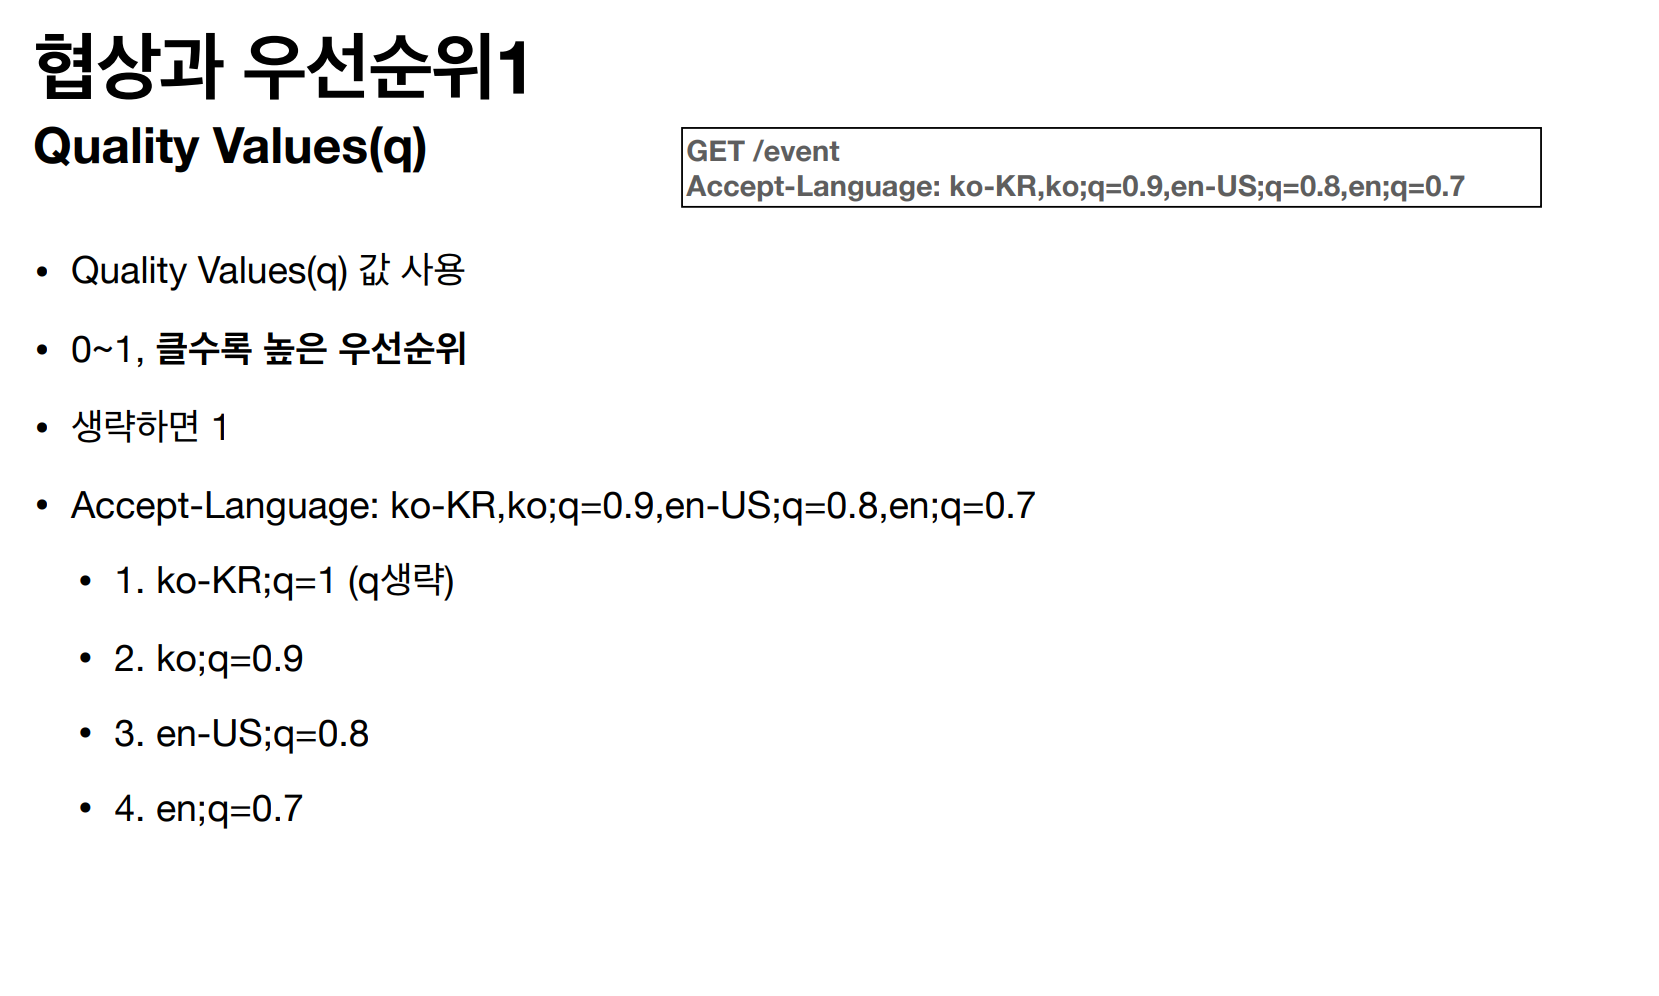 협상과 우선순위1
Quality Values(q)
GET /event
Accept-Language: ko-KR,ko;q=0.9,en-US;q=0.8,en;q=0.7
• Quality Values(q) 값 사용
• 0~1, 클수록 높은 우선순위
• 생략하면 1
• Accept-Language: ko-KR,ko;q=0.9,en-US;q=0.8,en;q=0.7
• 1. ko-KR;q=1 (q생략)
• 2. ko;q=0.9
• 3. en-US;q=0.8
• 4. en;q=0.7